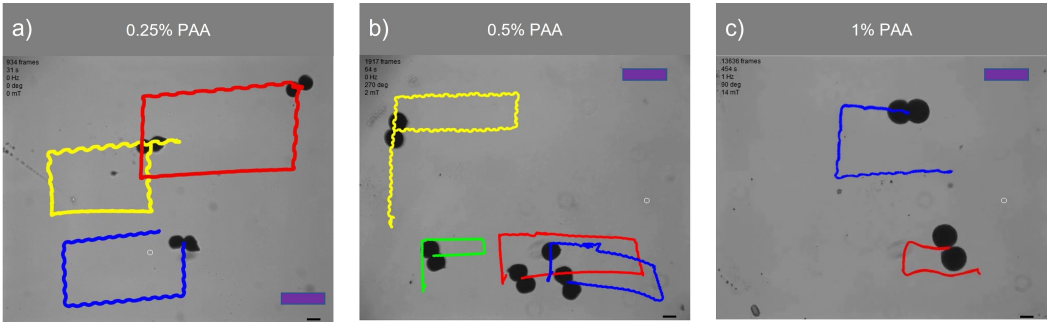 a)
0.25% PAA
934 frames
31 s
0 Hz
0 deg
0 mT
b)
0.5% PAA
1917 frames
64 s
0 Hz
270 deg
2 mT
c)
1% PAA
13636 frames
454 s
1 Hz
90 deg
14 mT